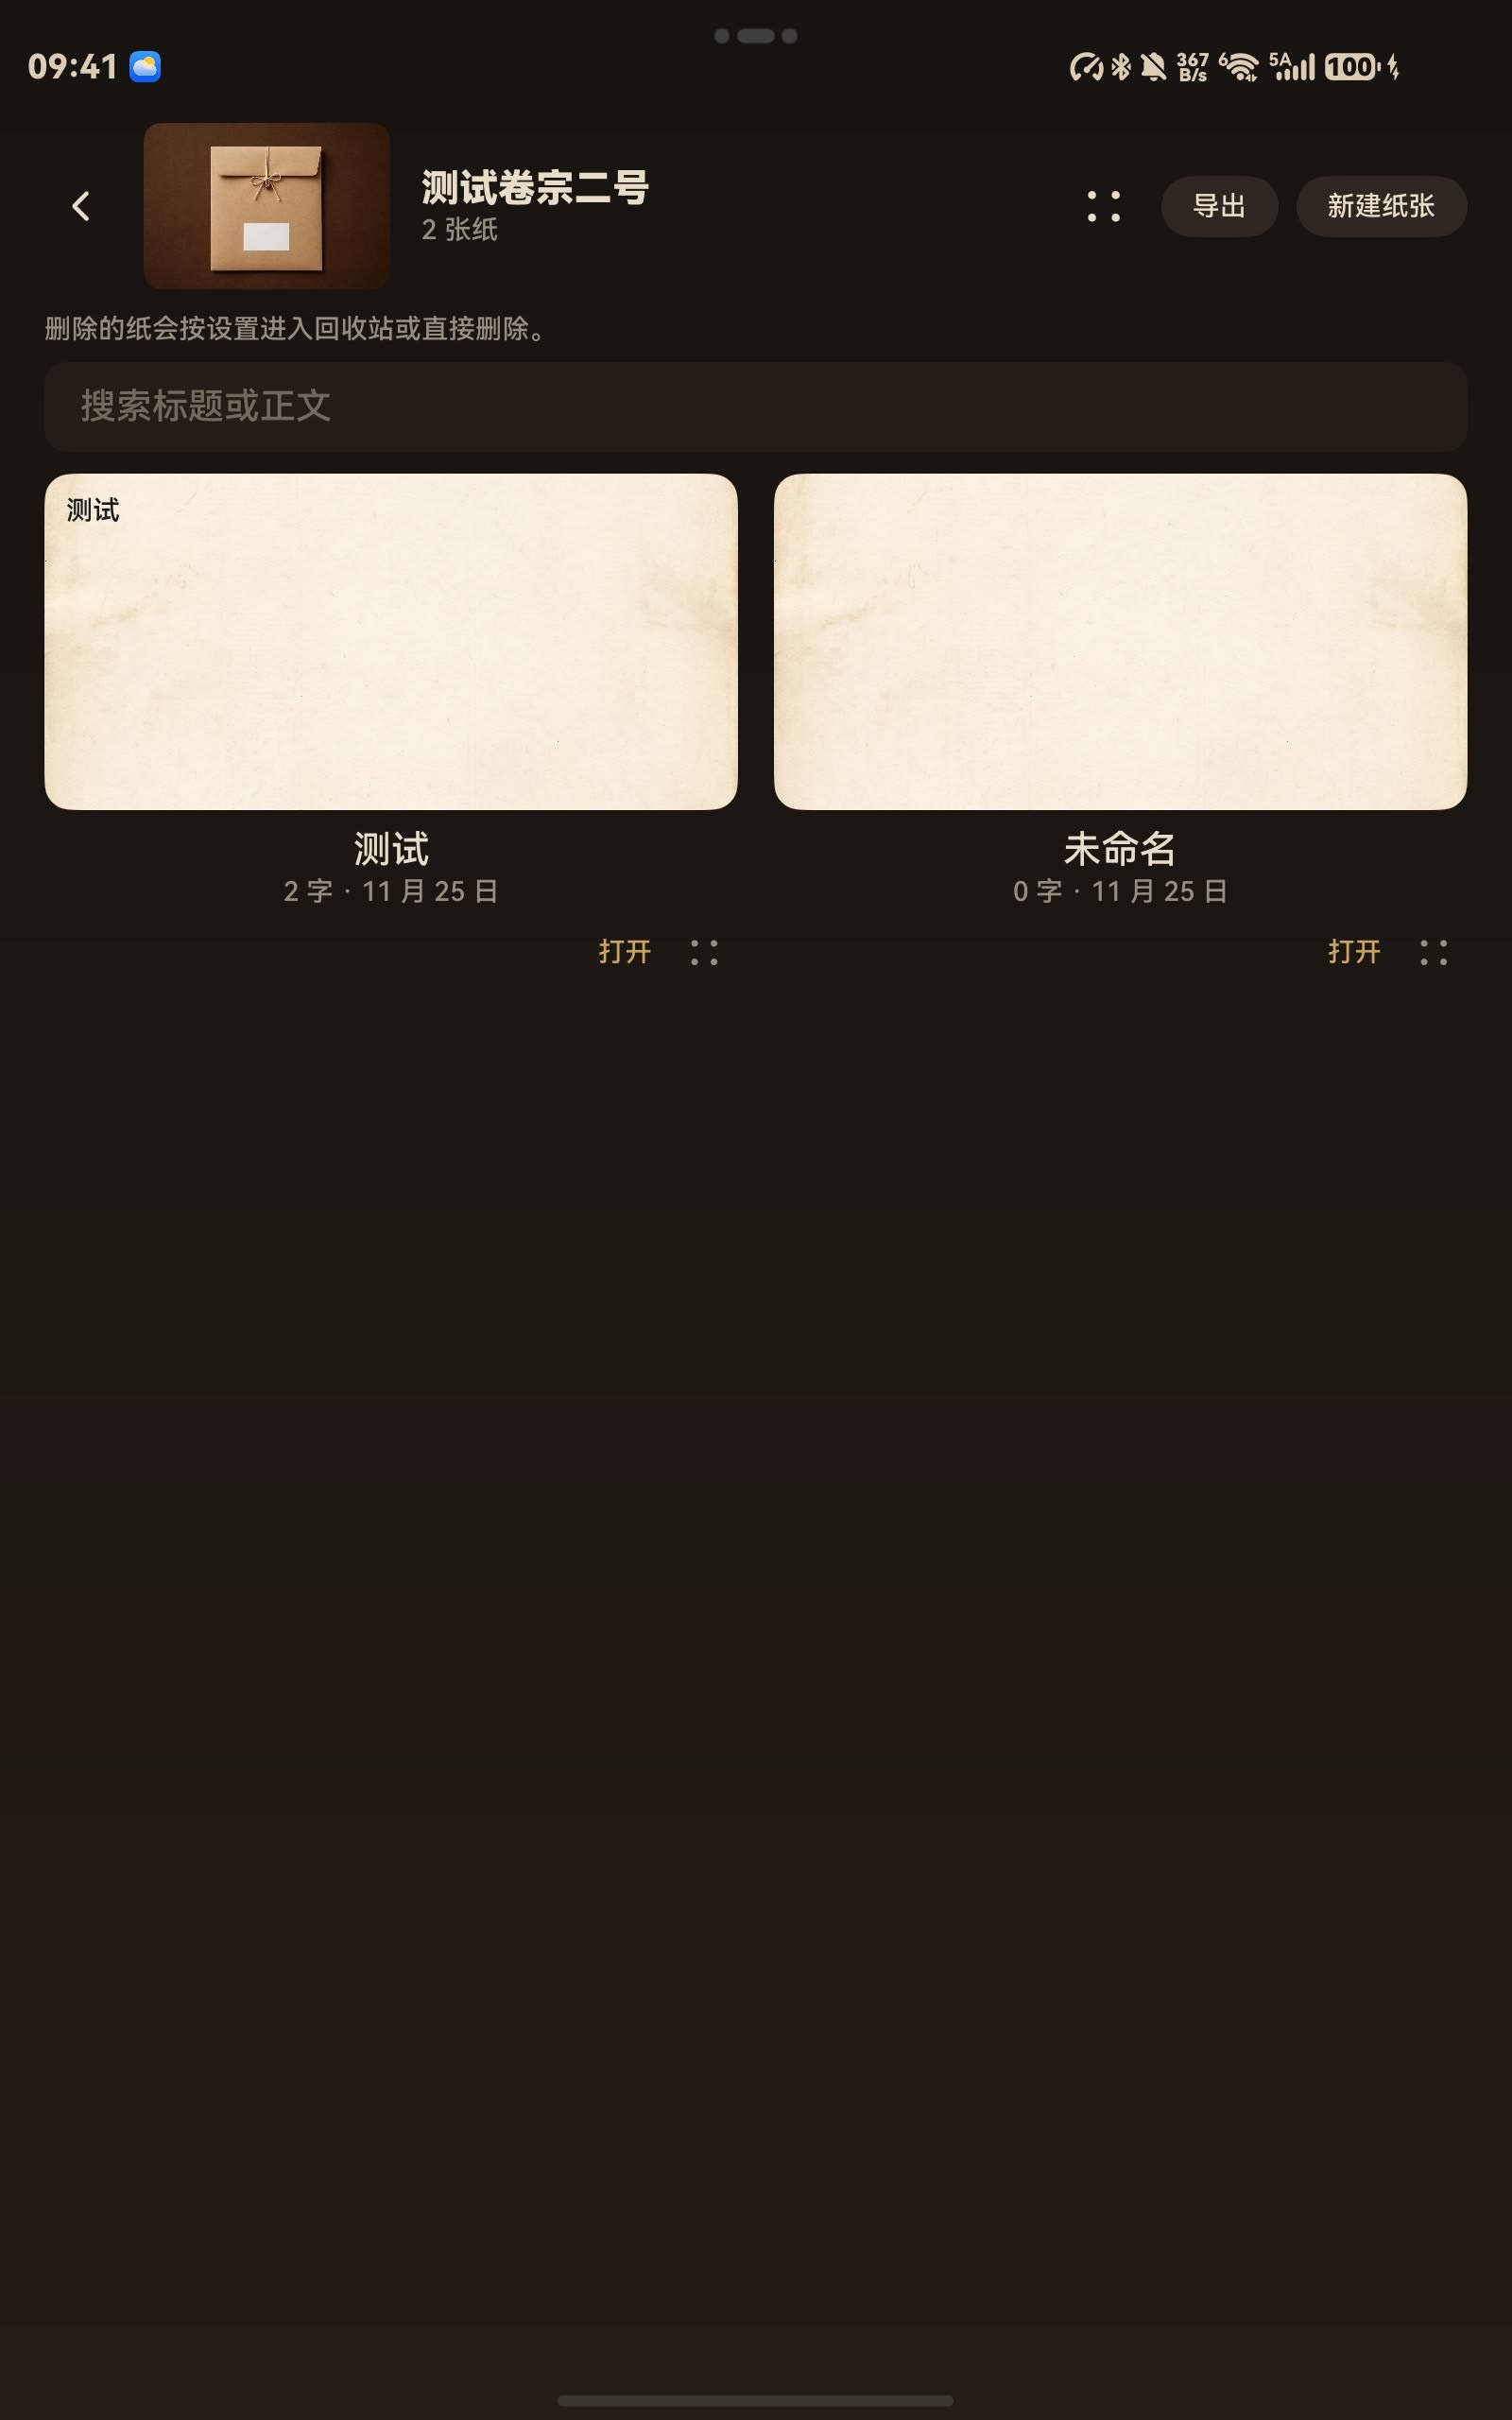 09:41
367 B/s 6 5A 100
测试卷宗二号
2 张纸
导出
新建纸张
删除的纸会按设置进入回收站或直接删除。
搜索标题或正文
测试
测试
未命名
2 字 · 11 月 25 日
0 字 · 11 月 25 日
打开
打开